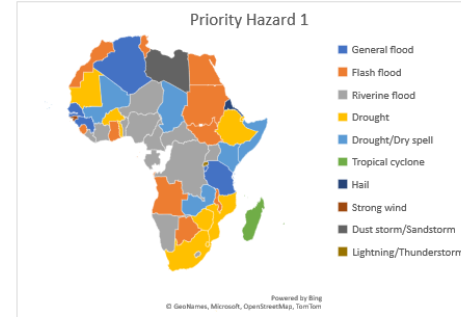 Priority Hazard 1
General flood
Flash flood
Riverine flood
Drought
Drought/Dry spell
Tropical cyclone
Hail
Strong wind
Dust storm/Sandstorm
Lightning/Thunderstorm
Powered by Bing
© GeoNames, Microsoft, OpenStreetMap, TomTom